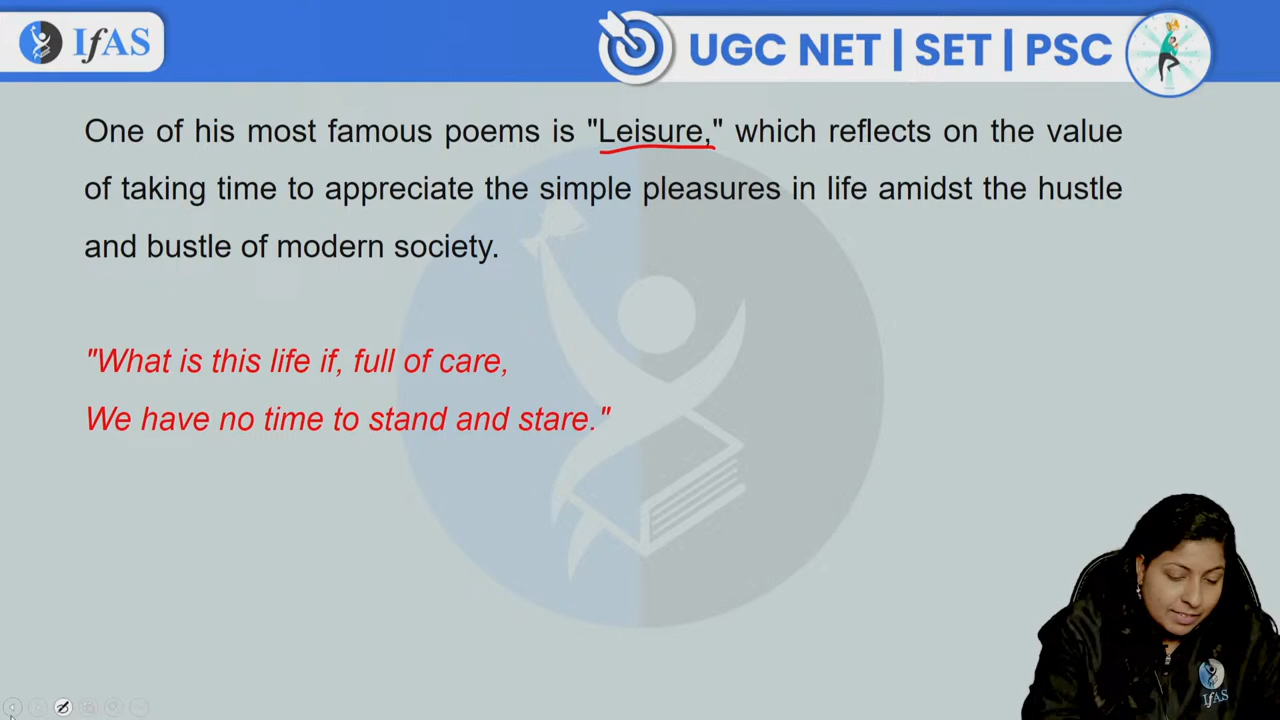 IfAS
UGC NET | SET | PSC
One of his most famous poems is "Leisure," which reflects on the value
of taking time to appreciate the simple pleasures in life amidst the hustle
and bustle of modern society.
"What is this life if, full of care,
We have no time to stand and stare."
IfAS